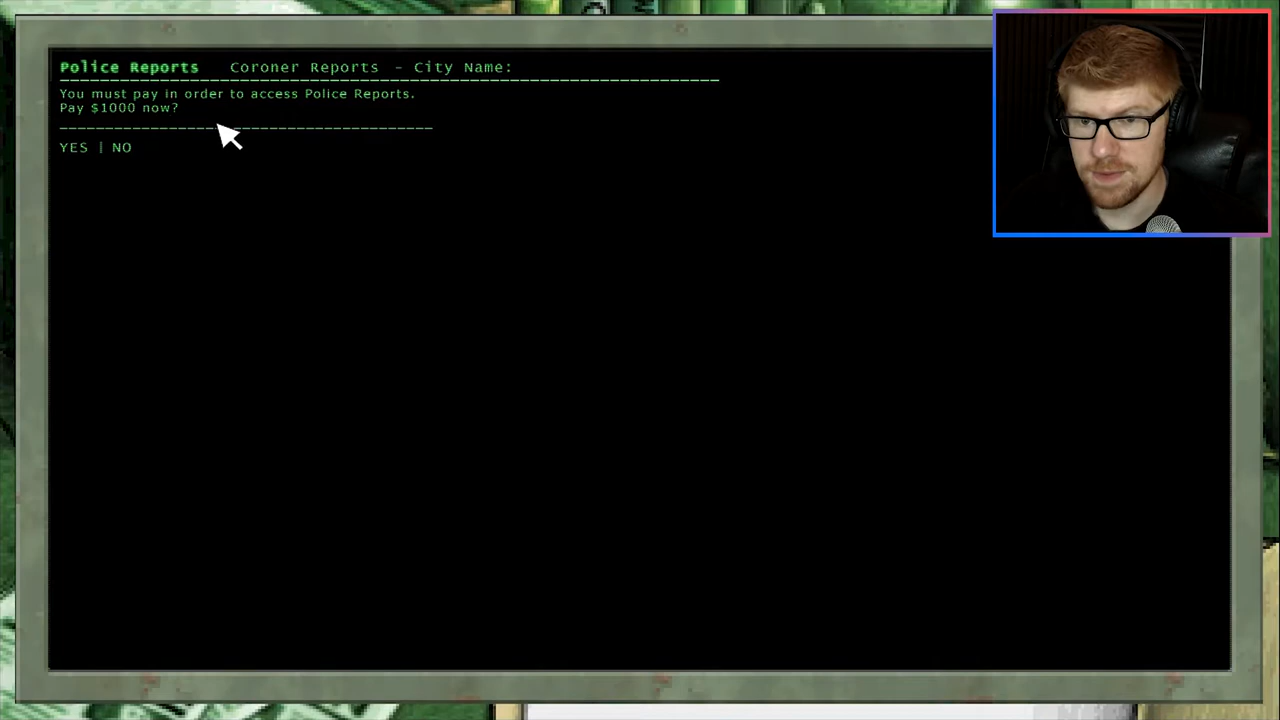 Police Reports Coroner Reports - City Name:
You must pay in order to access Police Reports.
Pay $1000 now?
YES | NO